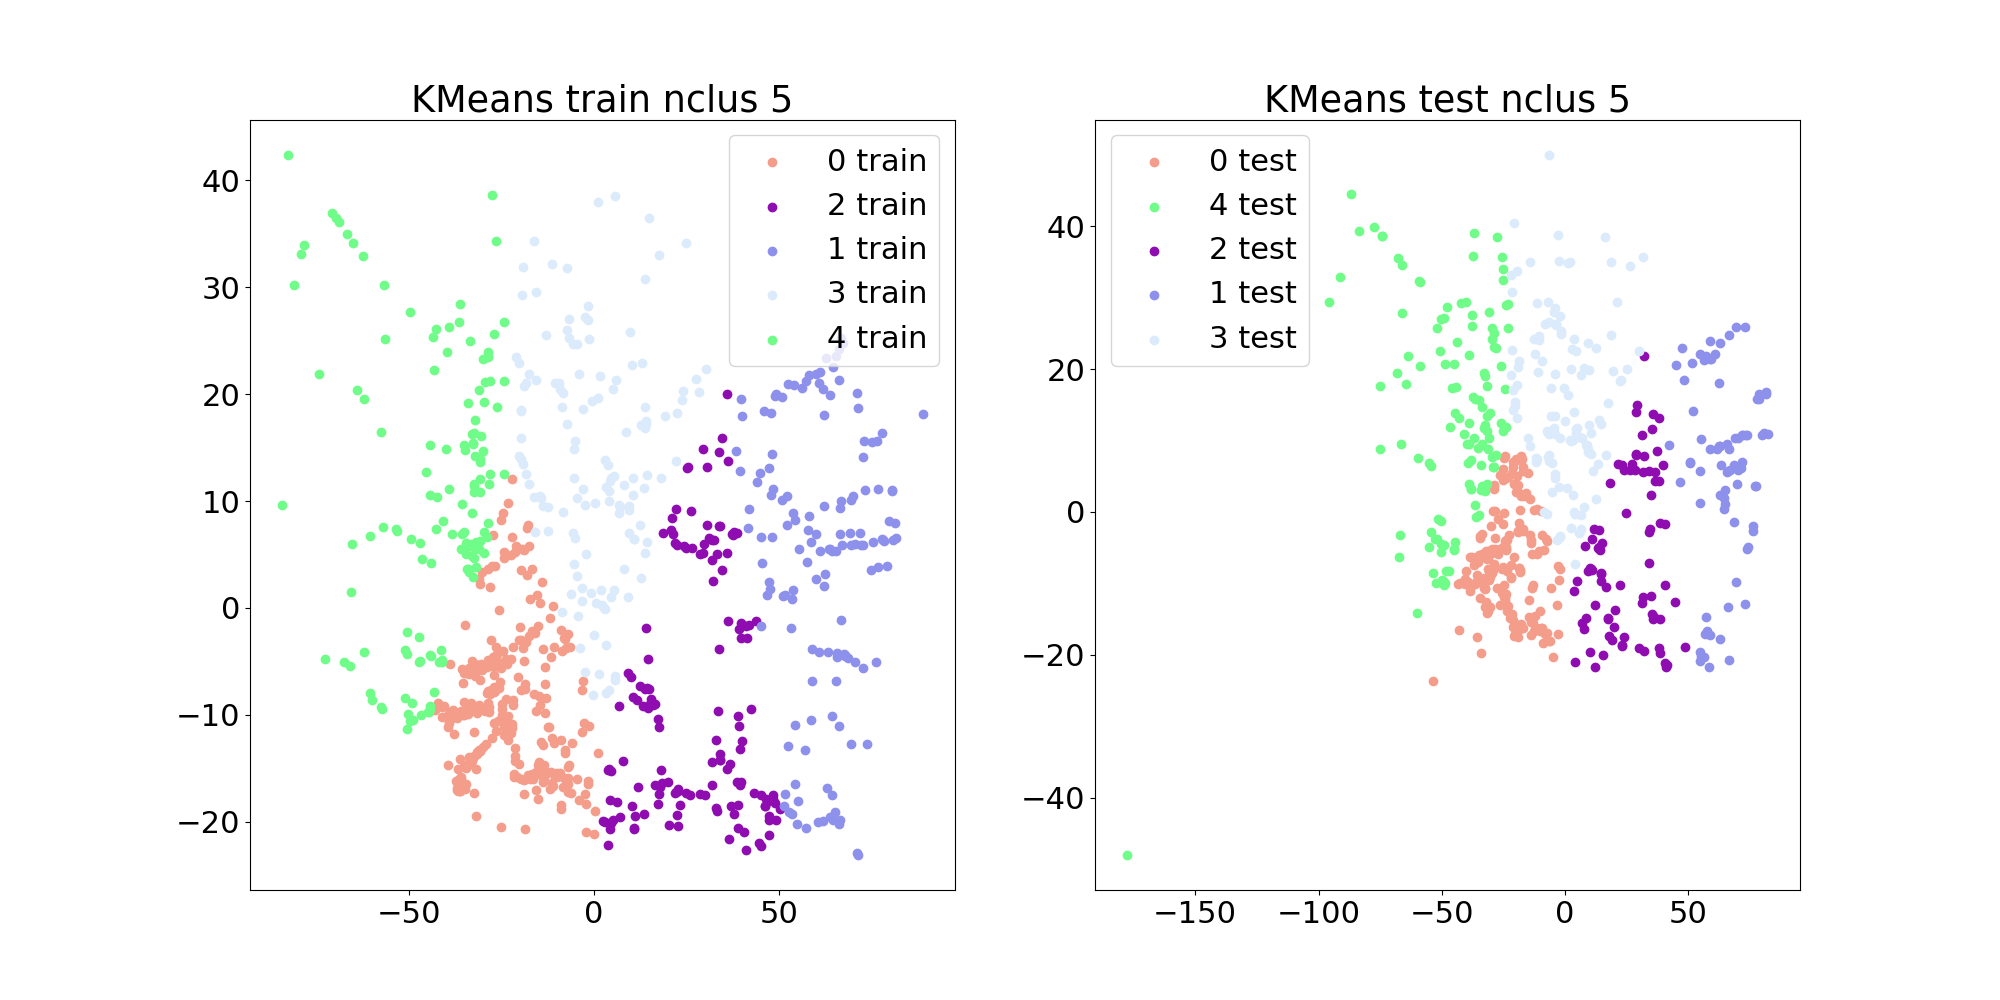 KMeans train nclus 5
0 train
2 train
1 train
3 train
4 train
40
30
20
10
0
−10
−20
−50
0
50
KMeans test nclus 5
0 test
4 test
2 test
1 test
3 test
40
20
0
−20
−40
−150
−100
−50
0
50